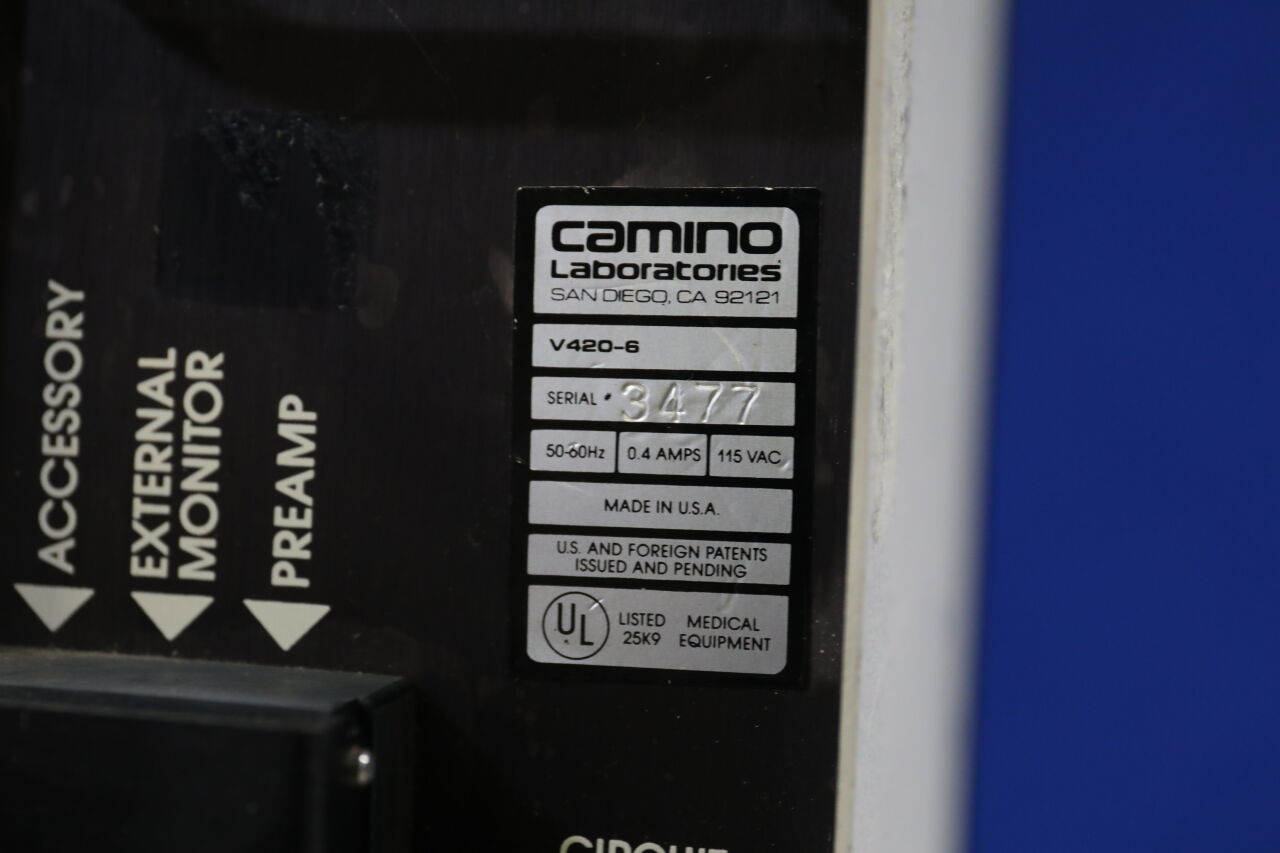 ACCESSORY
EXTERNAL
MONITOR
PREAMP
camino
Laboratories
SAN DIEGO, CA 92121
V420-6
SERIAL # 3477
50-60Hz 0.4 AMPS 115 VAC
MADE IN U.S.A.
U.S. AND FOREIGN PATENTS
ISSUED AND PENDING
UL LISTED MEDICAL
25K9 EQUIPMENT